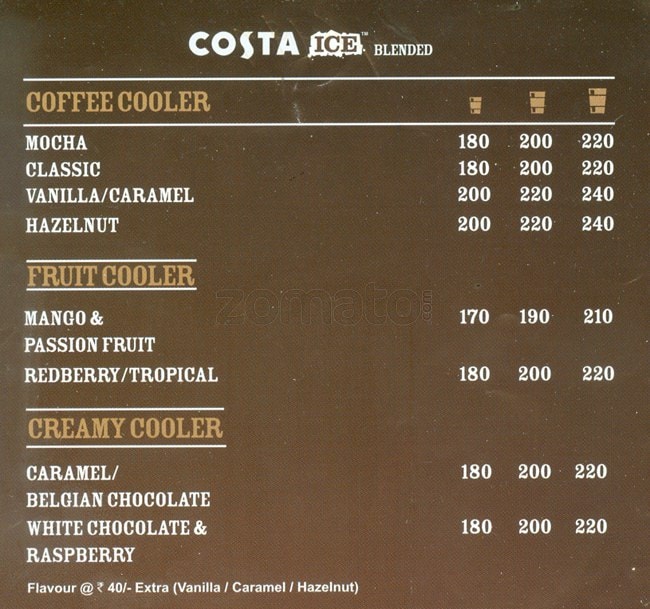 COSTA ICE™ BLENDED
COFFEE COOLER
MOCHA 180 200 220
CLASSIC 180 200 220
VANILLA/CARAMEL 200 220 240
HAZELNUT 200 220 240
FRUIT COOLER
zomato.com
MANGO & 170 190 210
PASSION FRUIT
REDBERRY/TROPICAL 180 200 220
CREAMY COOLER
CARAMEL/ 180 200 220
BELGIAN CHOCOLATE
WHITE CHOCOLATE & 180 200 220
RASPBERRY
Flavour @ ₹ 40/- Extra (Vanilla / Caramel / Hazelnut)